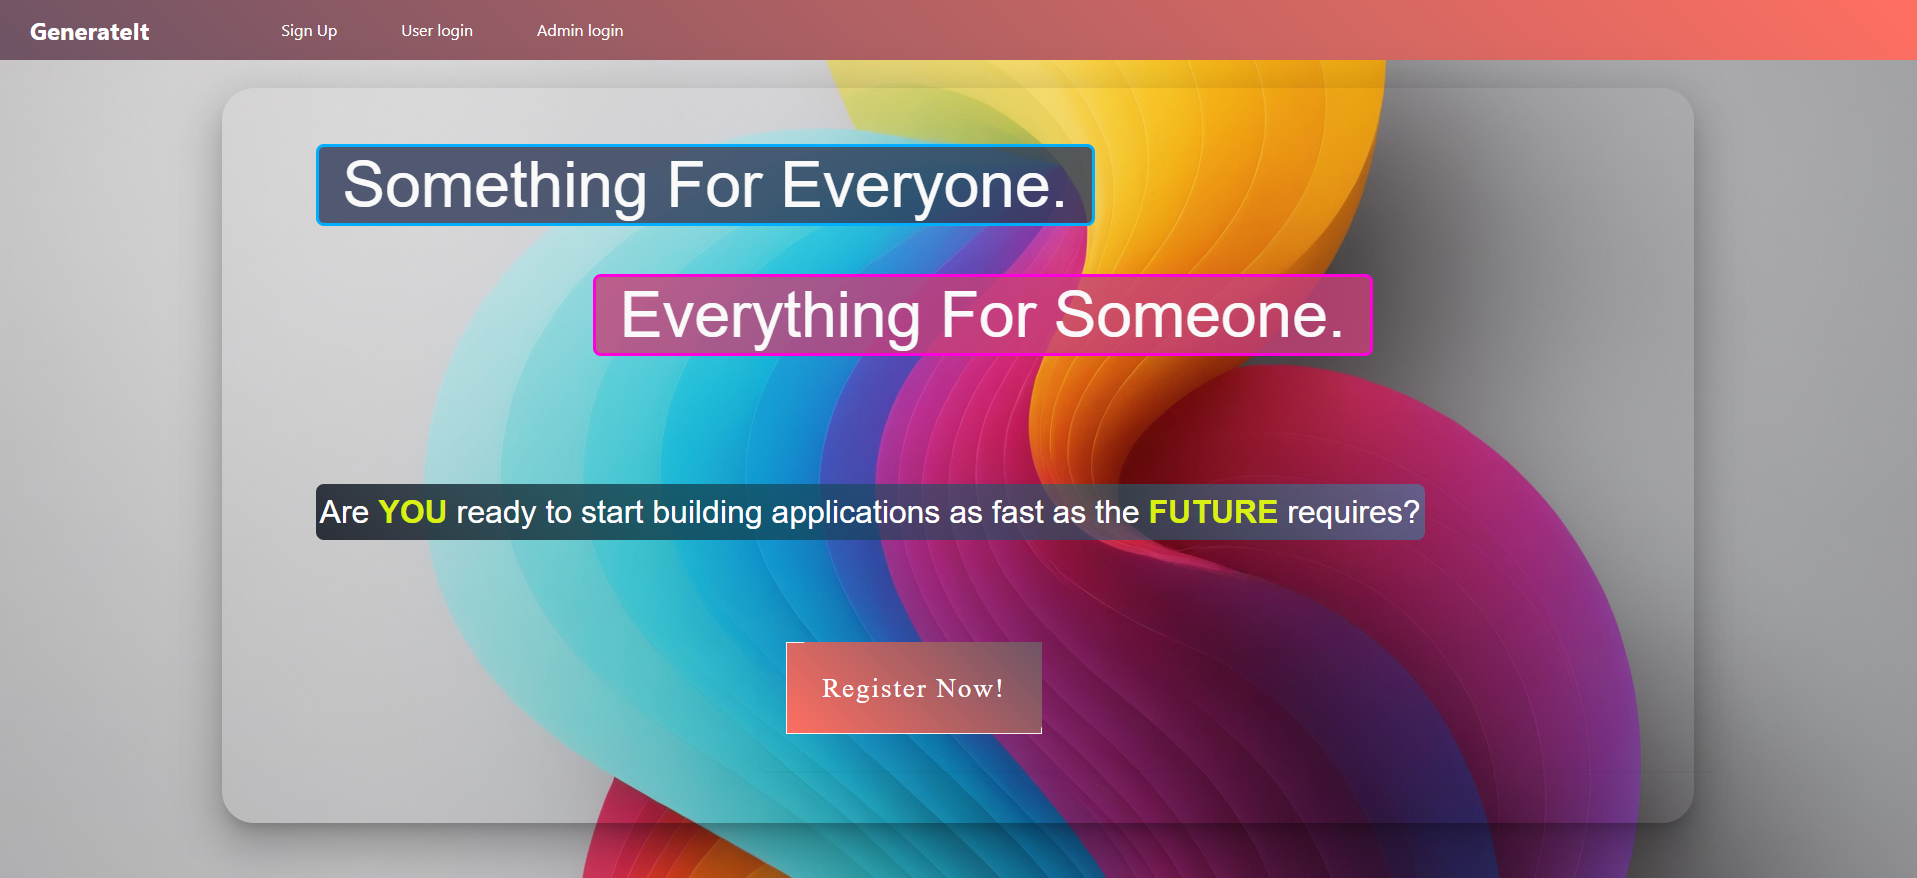 GenerateIt Sign Up User login Admin login
Something For Everyone.
Everything For Someone.
Are YOU ready to start building applications as fast as the FUTURE requires?
Register Now!